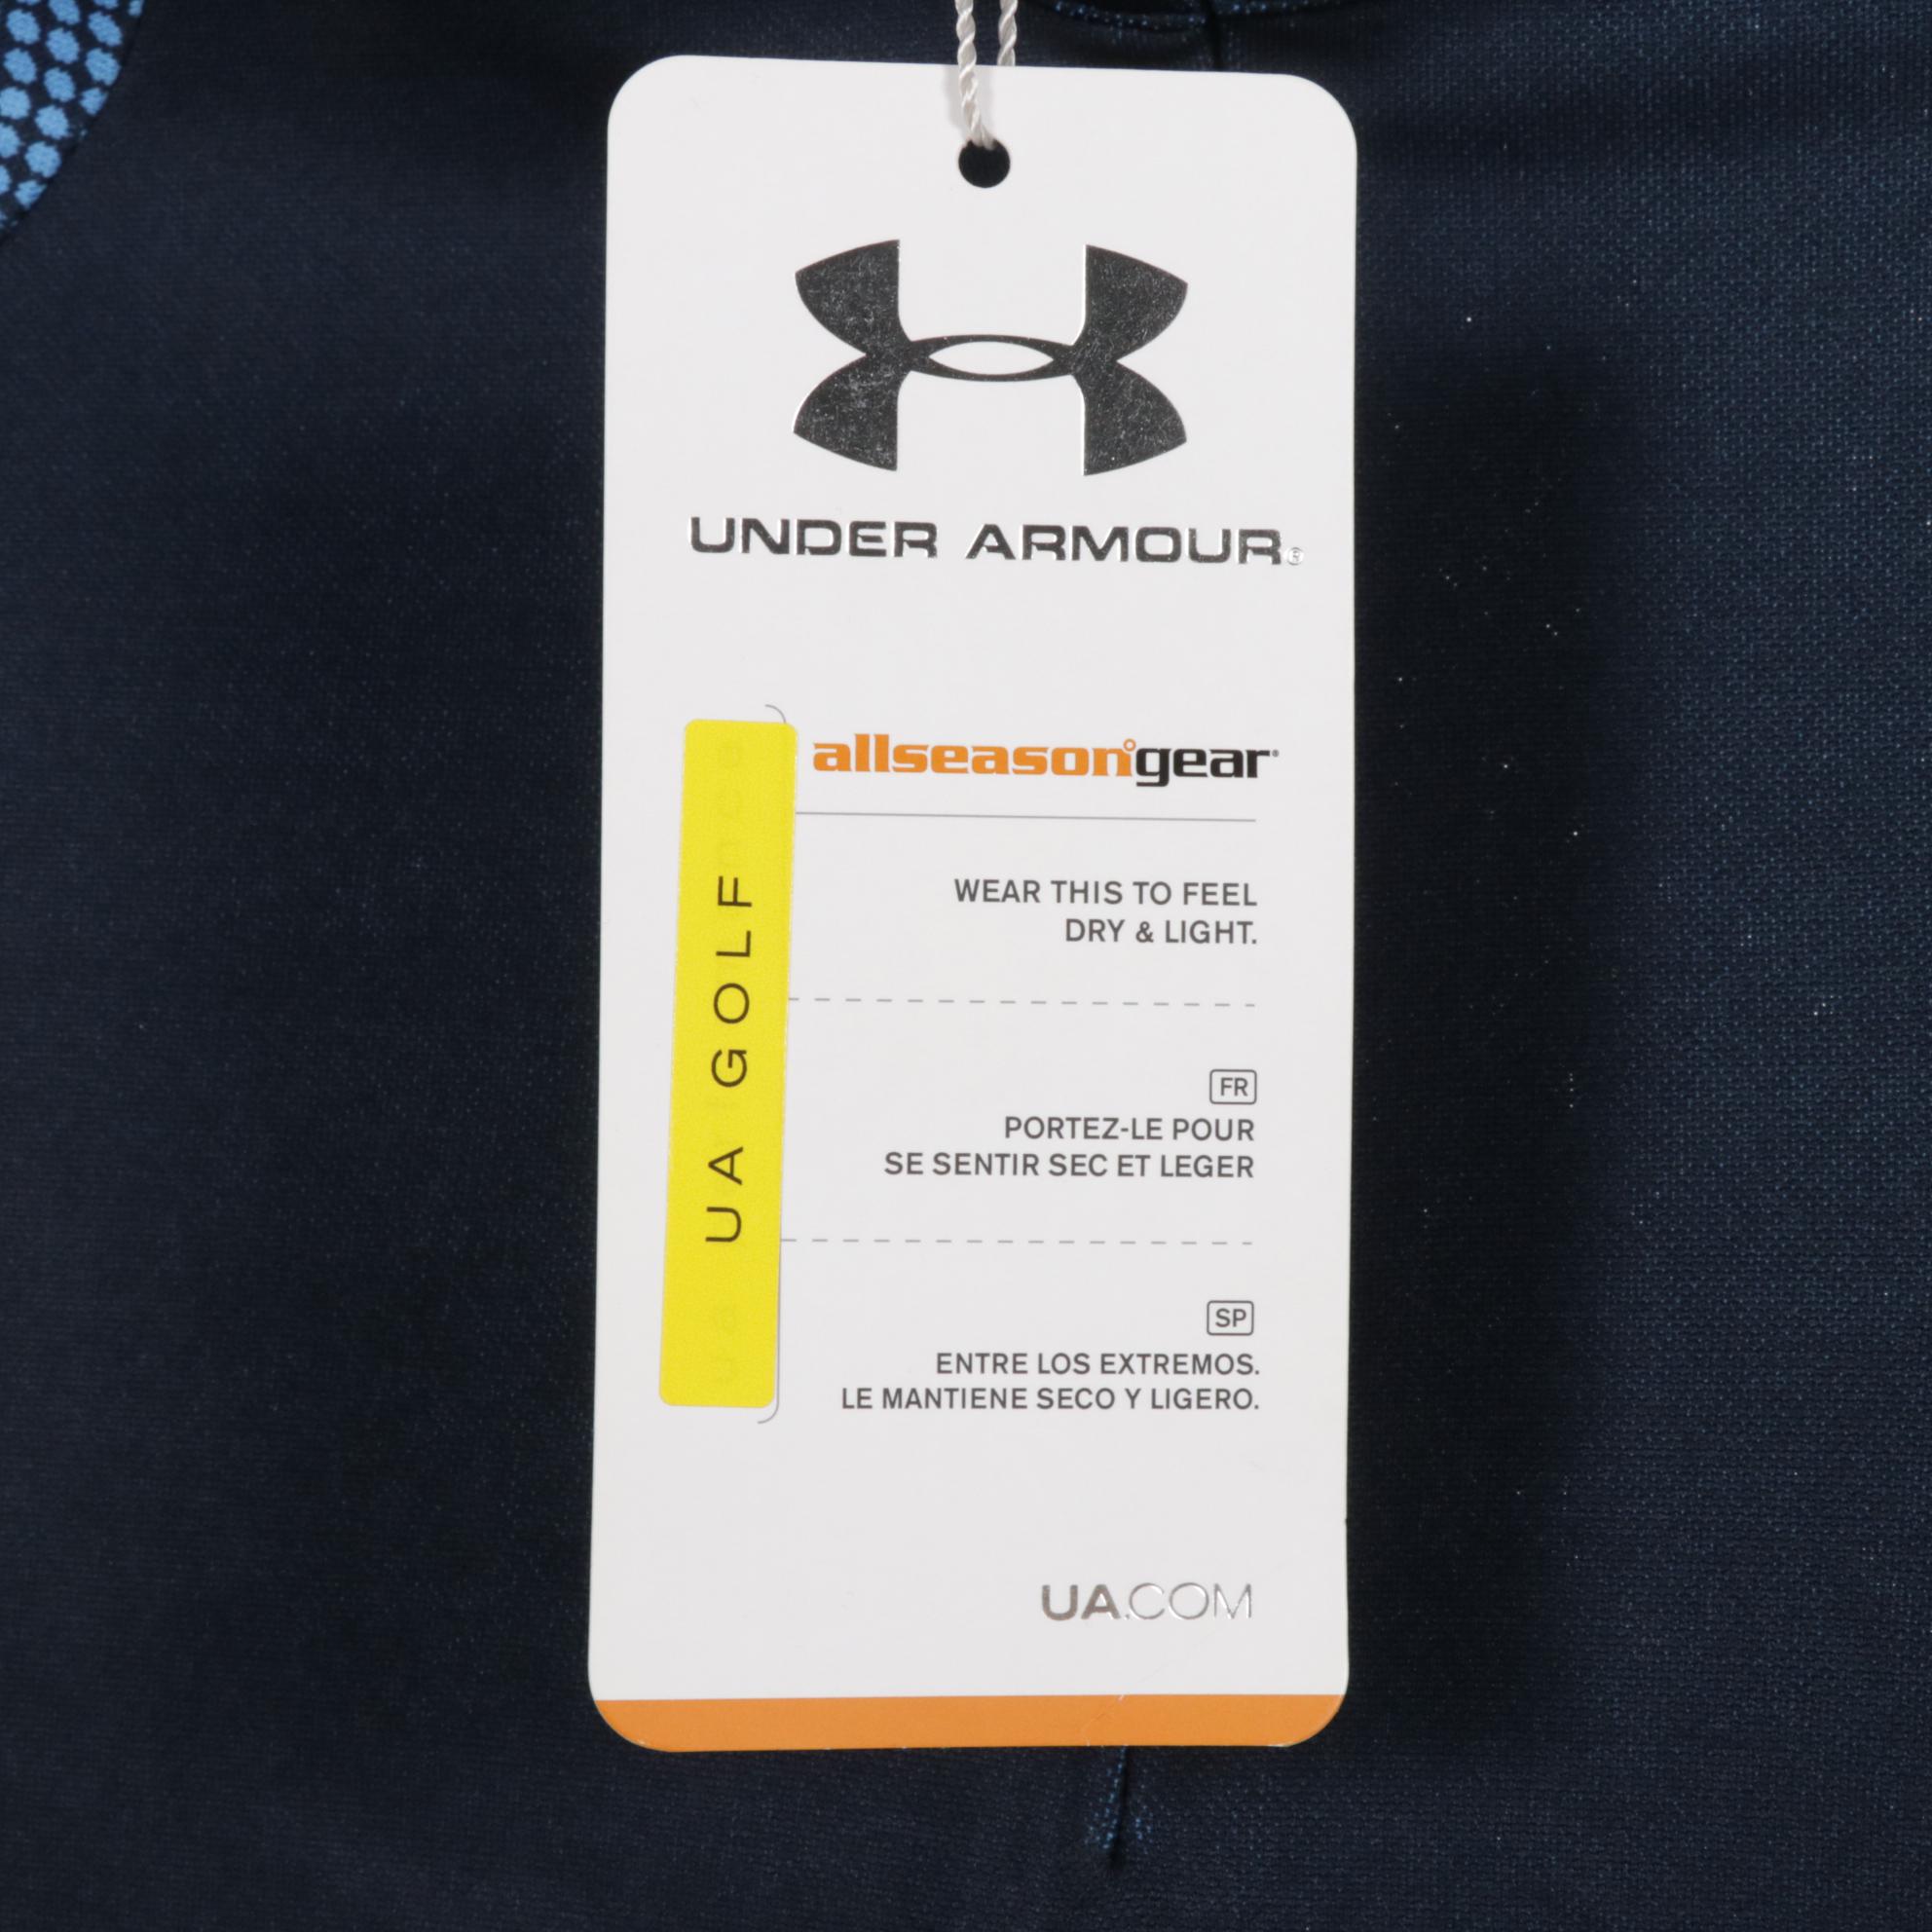 UNDER ARMOUR®
allseasongear®
UA GOLF
WEAR THIS TO FEEL
DRY & LIGHT.
FR
PORTEZ-LE POUR
SE SENTIR SEC ET LEGER
SP
ENTRE LOS EXTREMOS.
LE MANTIENE SECO Y LIGERO.
UA.COM